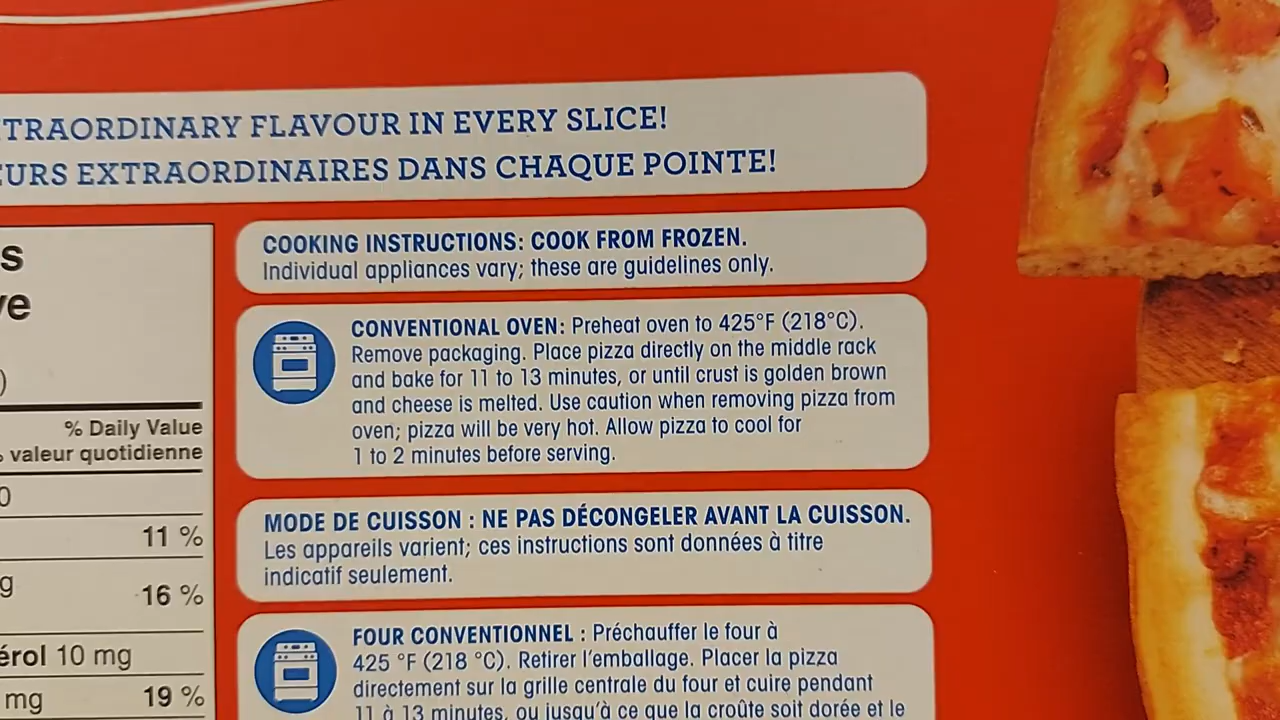 TRAORDINARY FLAVOUR IN EVERY SLICE!
EURS EXTRAORDINAIRES DANS CHAQUE POINTE!
s
ve
)
% Daily Value
% valeur quotidienne
0
11 %
g
16 %
érol 10 mg
mg
19 %
COOKING INSTRUCTIONS: COOK FROM FROZEN.
Individual appliances vary; these are guidelines only.
CONVENTIONAL OVEN: Preheat oven to 425°F (218°C).
Remove packaging. Place pizza directly on the middle rack
and bake for 11 to 13 minutes, or until crust is golden brown
and cheese is melted. Use caution when removing pizza from
oven; pizza will be very hot. Allow pizza to cool for
1 to 2 minutes before serving.
MODE DE CUISSON : NE PAS DÉCONGELER AVANT LA CUISSON.
Les appareils varient; ces instructions sont données à titre
indicatif seulement.
FOUR CONVENTIONNEL : Préchauffer le four à
425 °F (218 °C). Retirer l'emballage. Placer la pizza
directement sur la grille centrale du four et cuire pendant
11 à 13 minutes, ou jusqu'à ce que la croûte soit dorée et le